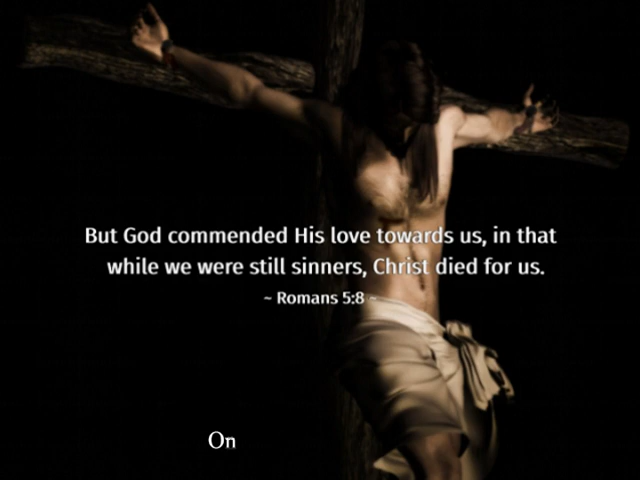 But God commended His love towards us, in that
while we were still sinners, Christ died for us.
~ Romans 5:8 ~
On